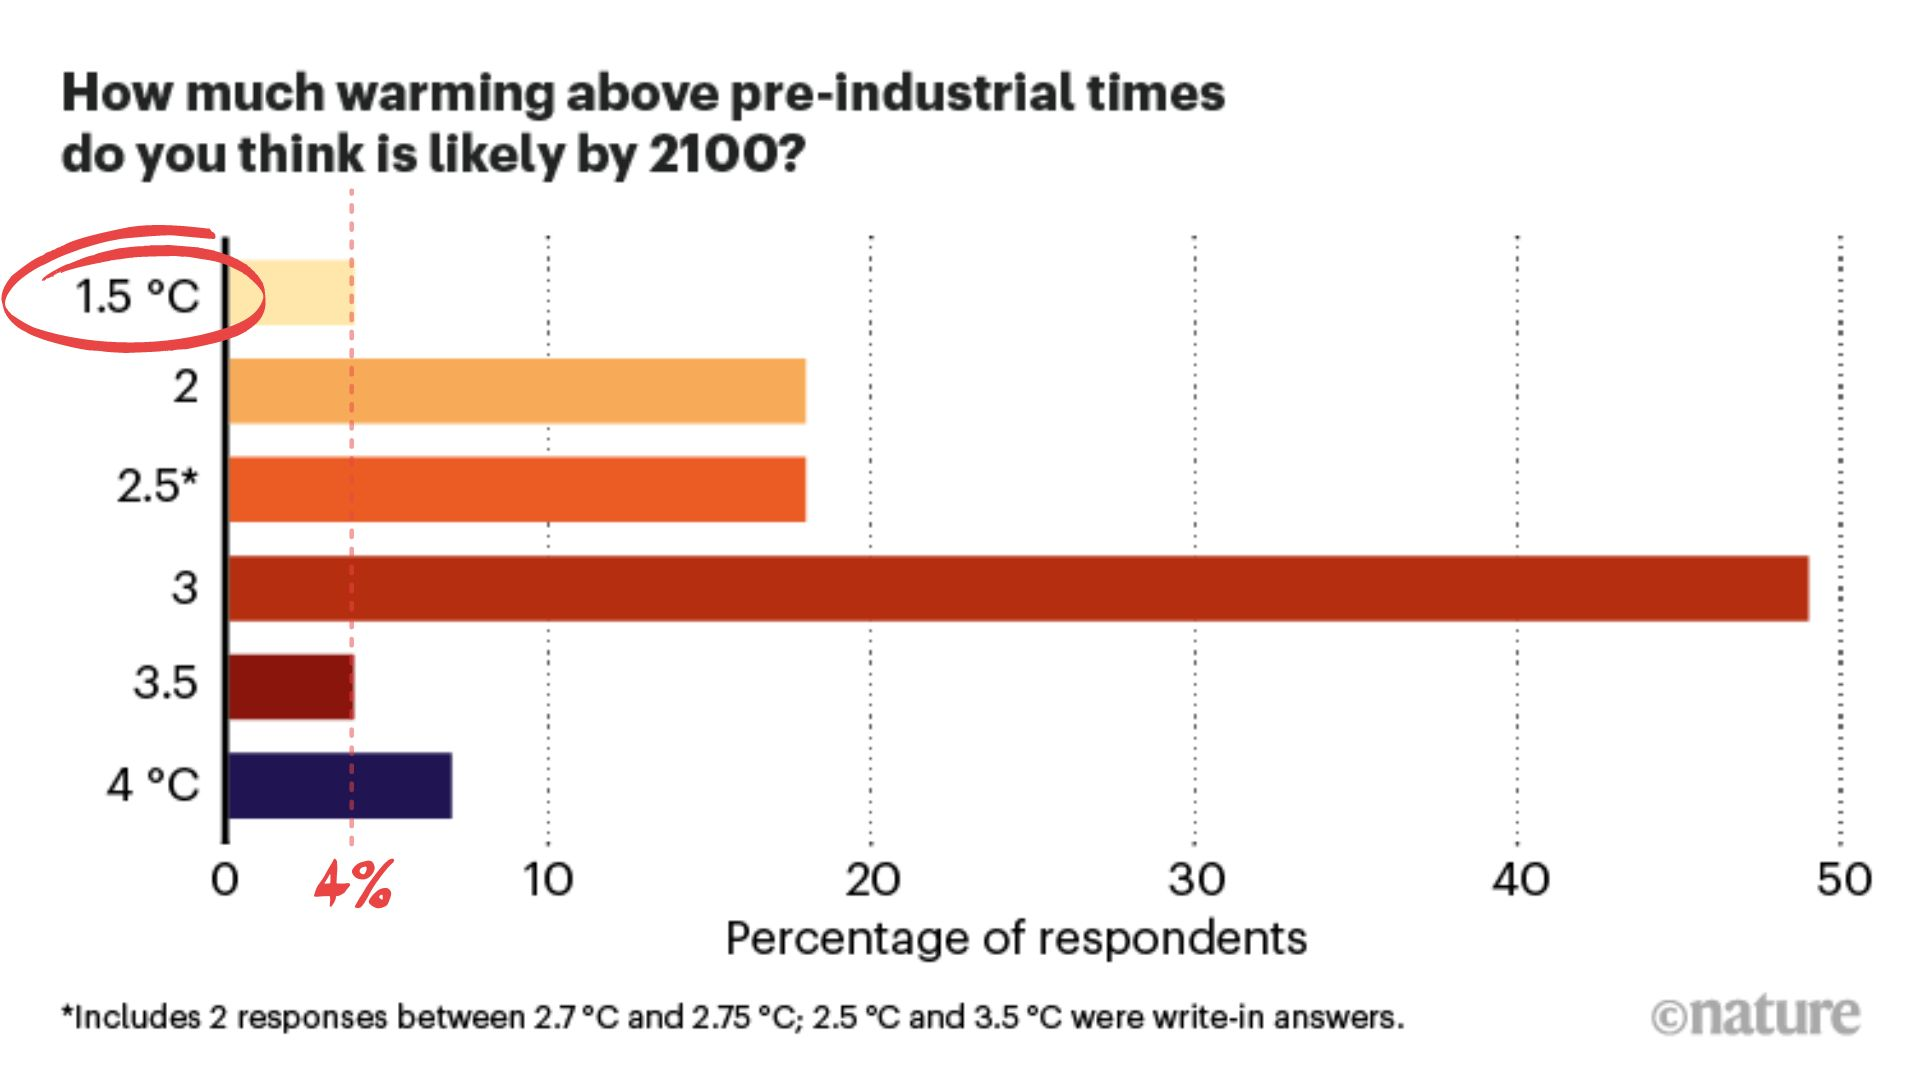 How much warming above pre-industrial times
do you think is likely by 2100?
1.5 °C
2
2.5*
3
3.5
4 °C
0 4% 10 20 30 40 50
Percentage of respondents
*Includes 2 responses between 2.7 °C and 2.75 °C; 2.5 °C and 3.5 °C were write-in answers.
©nature